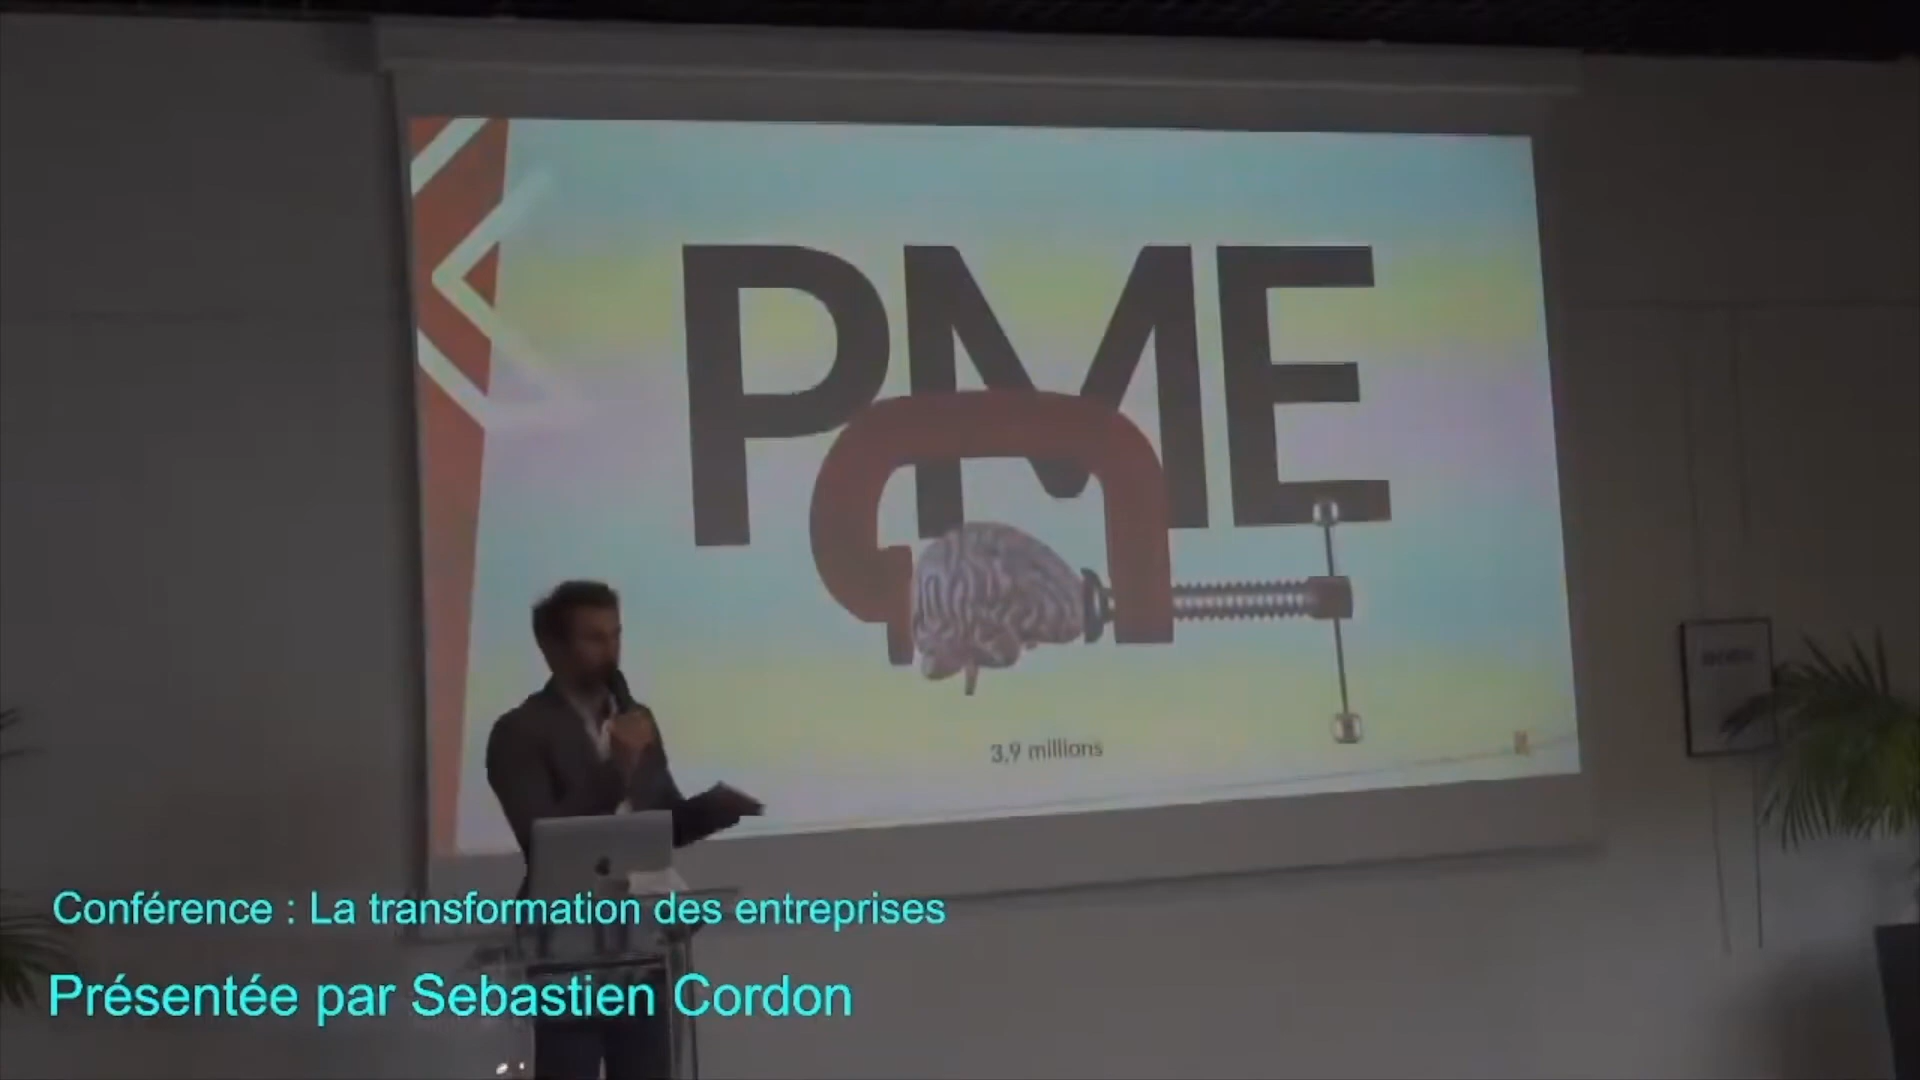 PME
3,9 millions
Conférence : La transformation des entreprises
Présentée par Sebastien Cordon